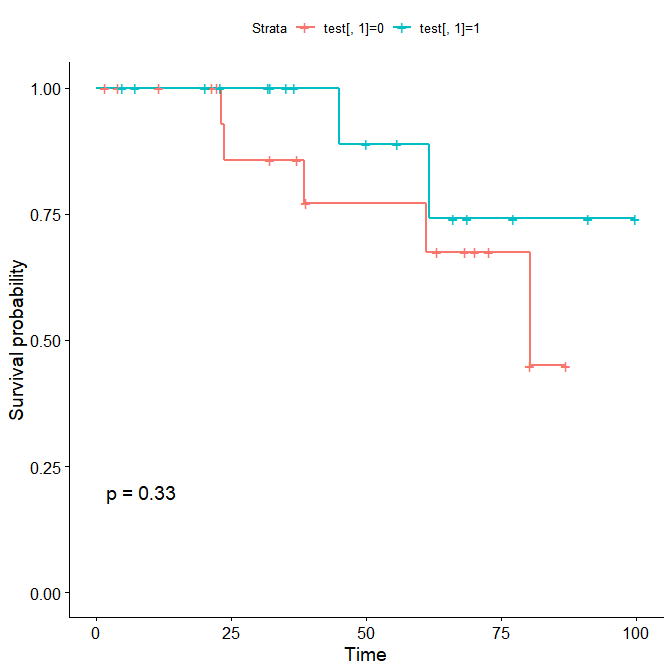 Strata test[, 1]=0 test[, 1]=1
1.00
0.75
0.50
0.25
0.00
Survival probability
p = 0.33
0 25 50 75 100
Time